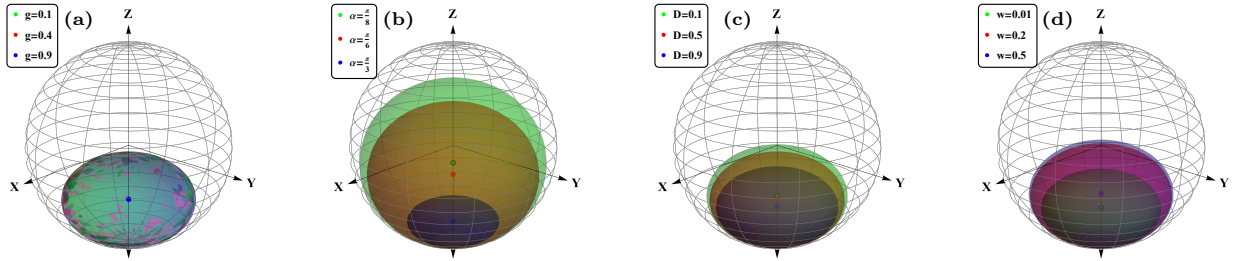 (a)
g=0.1
g=0.4
g=0.9
Z
X
Y
(b)
α=π/8
α=π/6
α=π/3
Z
X
Y
(c)
D=0.1
D=0.5
D=0.9
Z
X
Y
(d)
w=0.01
w=0.2
w=0.5
Z
X
Y